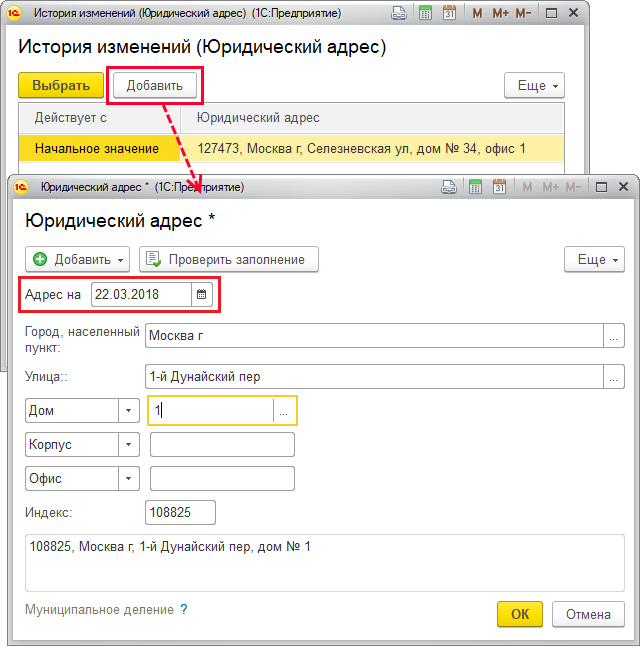 История изменений (Юридический адрес) (1С:Предприятие)
31 M M+ M−
История изменений (Юридический адрес)
Выбрать Добавить Еще
Действует с Юридический адрес
Начальное значение 127473, Москва г, Селезневская ул, дом № 34, офис 1
Юридический адрес * (1С:Предприятие)
31 M M+ M−
Юридический адрес *
Добавить Проверить заполнение Еще
Адрес на 22.03.2018
Город, населенный
пункт: Москва г ...
Улица:: 1-й Дунайский пер ...
Дом 1 ...
Корпус
Офис
Индекс: 108825
108825, Москва г, 1-й Дунайский пер, дом № 1
Муниципальное деление ? ОК Отмена